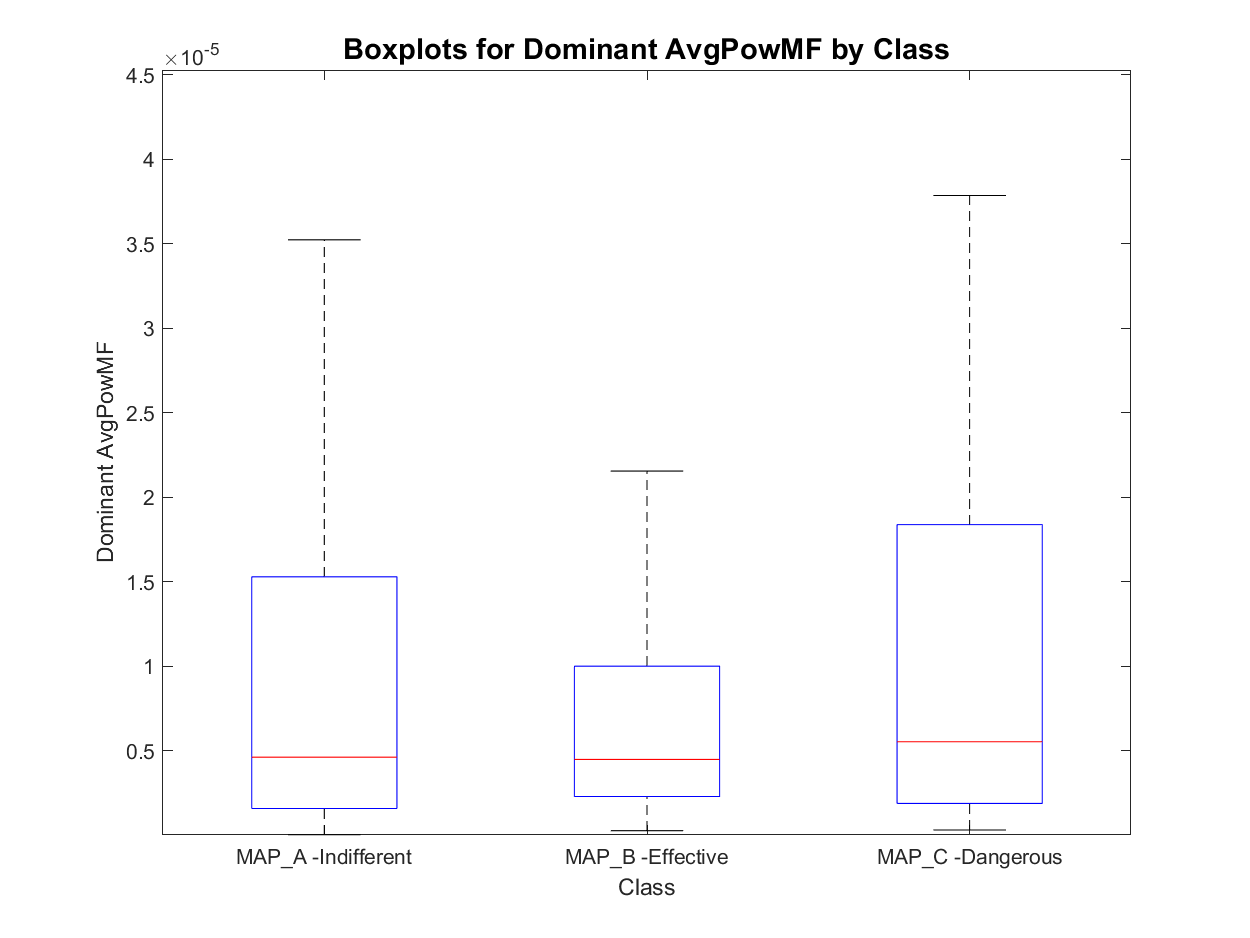 Boxplots for Dominant AvgPowMF by Class
×10-5
4.5
4
3.5
3
2.5
2
1.5
1
0.5
Dominant AvgPowMF
MAP_A -Indifferent
MAP_B -Effective
MAP_C -Dangerous
Class